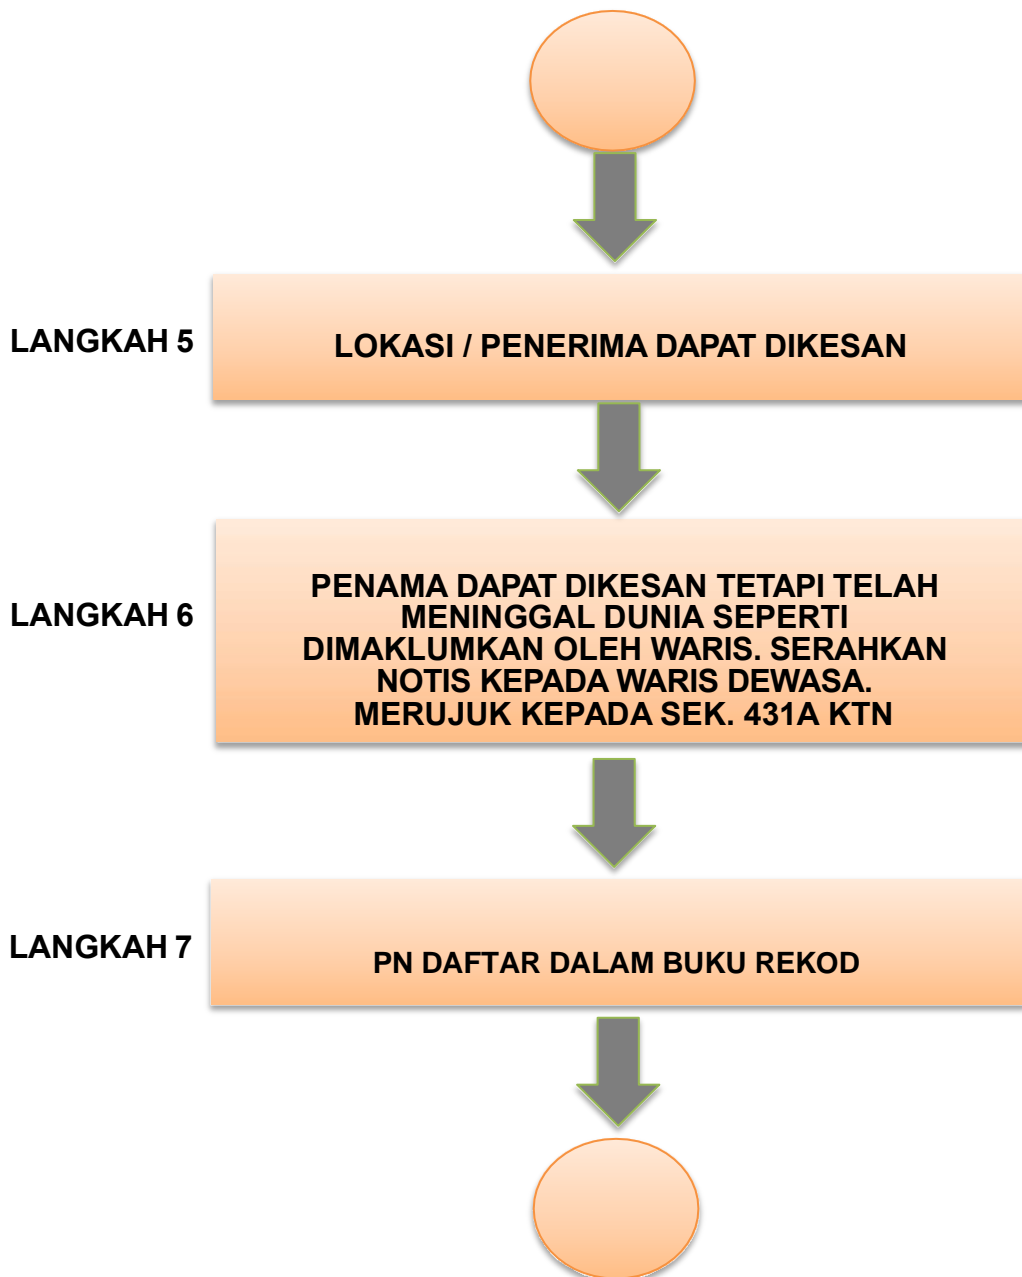 LANGKAH 5
LOKASI / PENERIMA DAPAT DIKESAN
LANGKAH 6
PENAMA DAPAT DIKESAN TETAPI TELAH
MENINGGAL DUNIA SEPERTI
DIMAKLUMKAN OLEH WARIS. SERAHKAN
NOTIS KEPADA WARIS DEWASA.
MERUJUK KEPADA SEK. 431A KTN
LANGKAH 7
PN DAFTAR DALAM BUKU REKOD